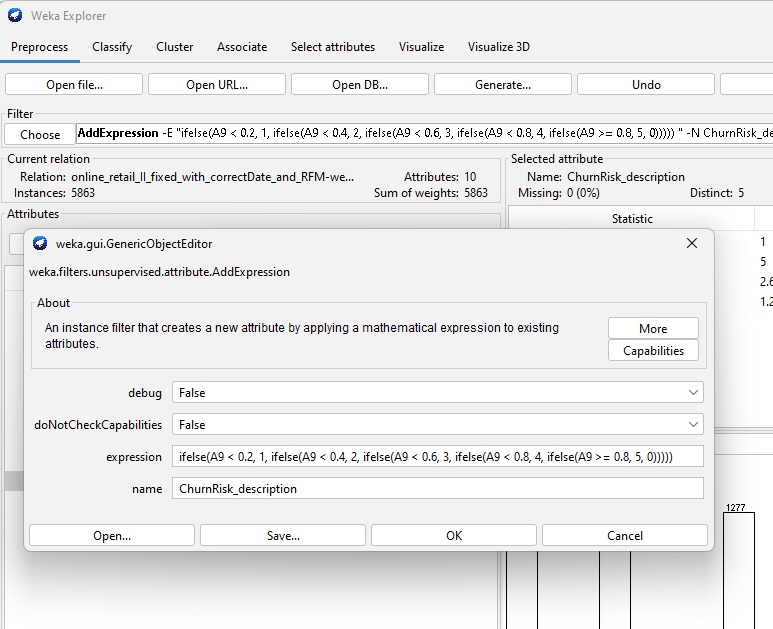 Weka Explorer
Preprocess Classify Cluster Associate Select attributes Visualize Visualize 3D
Open file... Open URL... Open DB... Generate... Undo
Filter
Choose AddExpression -E "ifelse(A9 < 0.2, 1, ifelse(A9 < 0.4, 2, ifelse(A9 < 0.6, 3, ifelse(A9 < 0.8, 4, ifelse(A9 >= 0.8, 5, 0))))) " -N ChurnRisk_de
Current relation
Relation: online_retail_II_fixed_with_correctDate_and_RFM-we... Attributes: 10
Instances: 5863 Sum of weights: 5863
Selected attribute
Name: ChurnRisk_description
Missing: 0 (0%) Distinct: 5
Attributes
Statistic
1
5
2.6
1.2
weka.gui.GenericObjectEditor
weka.filters.unsupervised.attribute.AddExpression
About
An instance filter that creates a new attribute by applying a mathematical expression to existing
attributes.
More
Capabilities
debug False
doNotCheckCapabilities False
expression ifelse(A9 < 0.2, 1, ifelse(A9 < 0.4, 2, ifelse(A9 < 0.6, 3, ifelse(A9 < 0.8, 4, ifelse(A9 >= 0.8, 5, 0)))))
name ChurnRisk_description
Open... Save... OK Cancel
1277